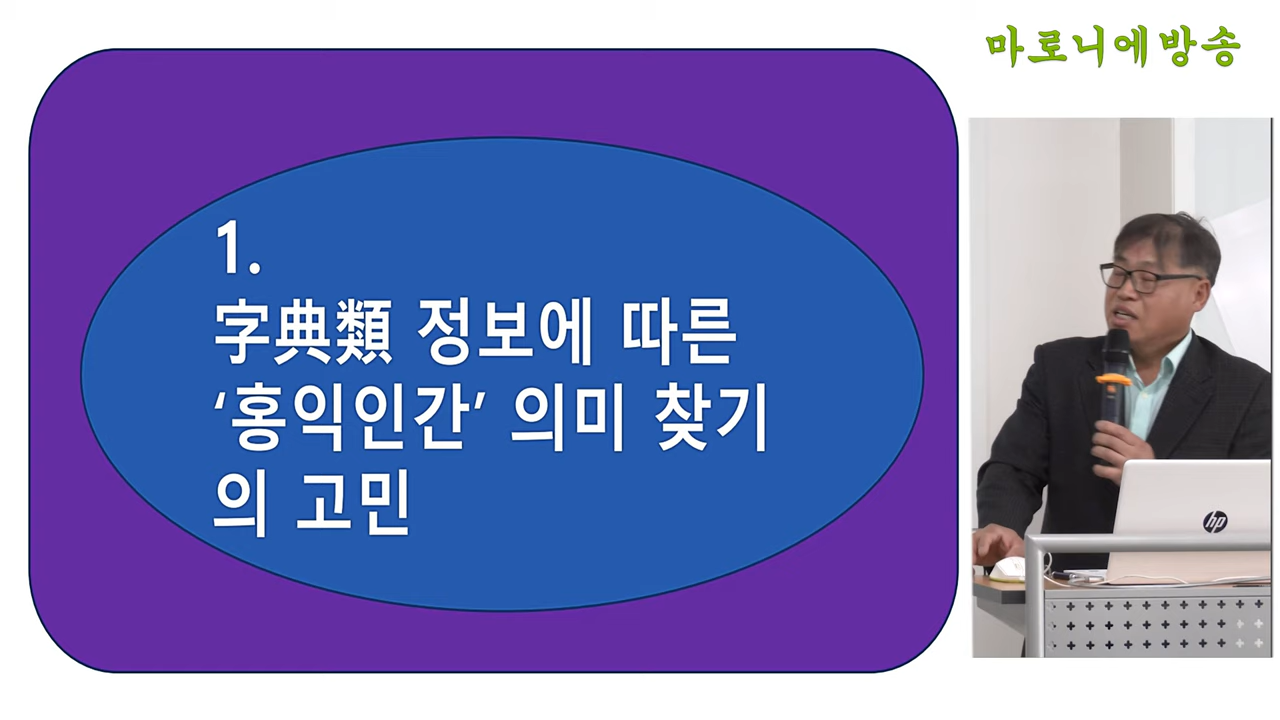 마로니에방송
1.
字典類 정보에 따른
‘홍익인간’ 의미 찾기
의 고민
hp